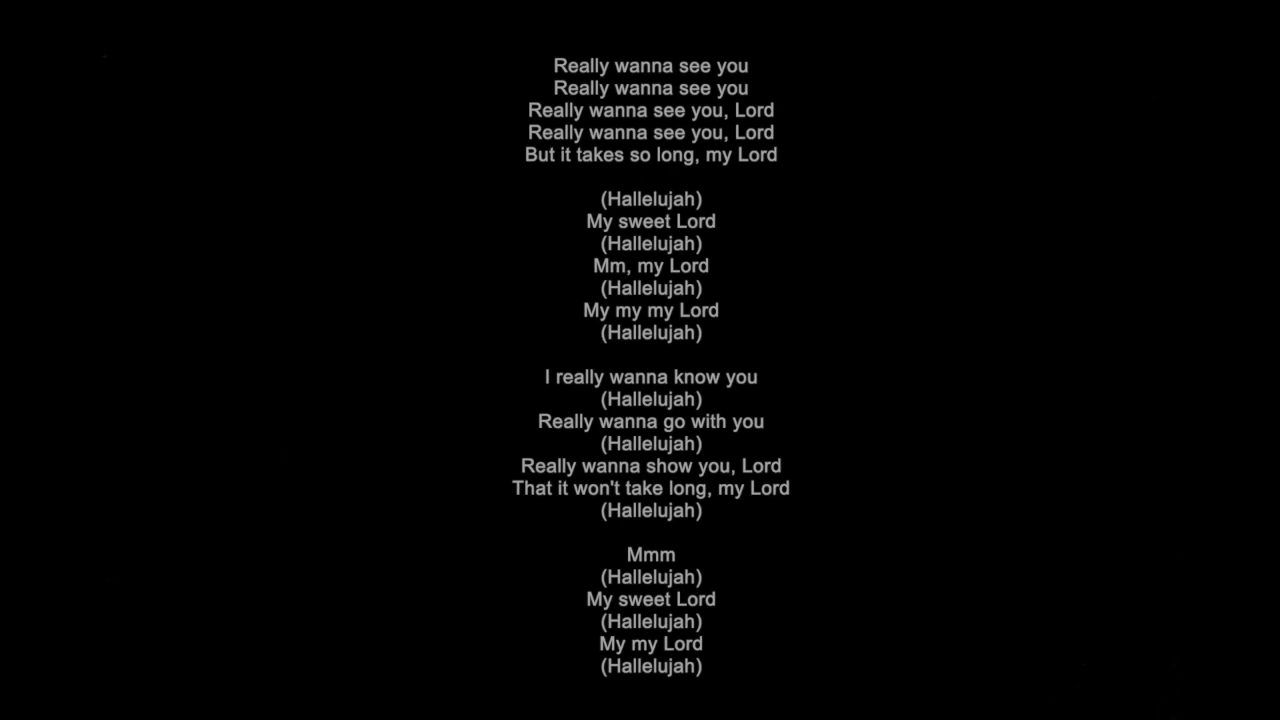 Really wanna see you
Really wanna see you
Really wanna see you, Lord
Really wanna see you, Lord
But it takes so long, my Lord
(Hallelujah)
My sweet Lord
(Hallelujah)
Mm, my Lord
(Hallelujah)
My my my Lord
(Hallelujah)
I really wanna know you
(Hallelujah)
Really wanna go with you
(Hallelujah)
Really wanna show you, Lord
That it won't take long, my Lord
(Hallelujah)
Mmm
(Hallelujah)
My sweet Lord
(Hallelujah)
My my Lord
(Hallelujah)